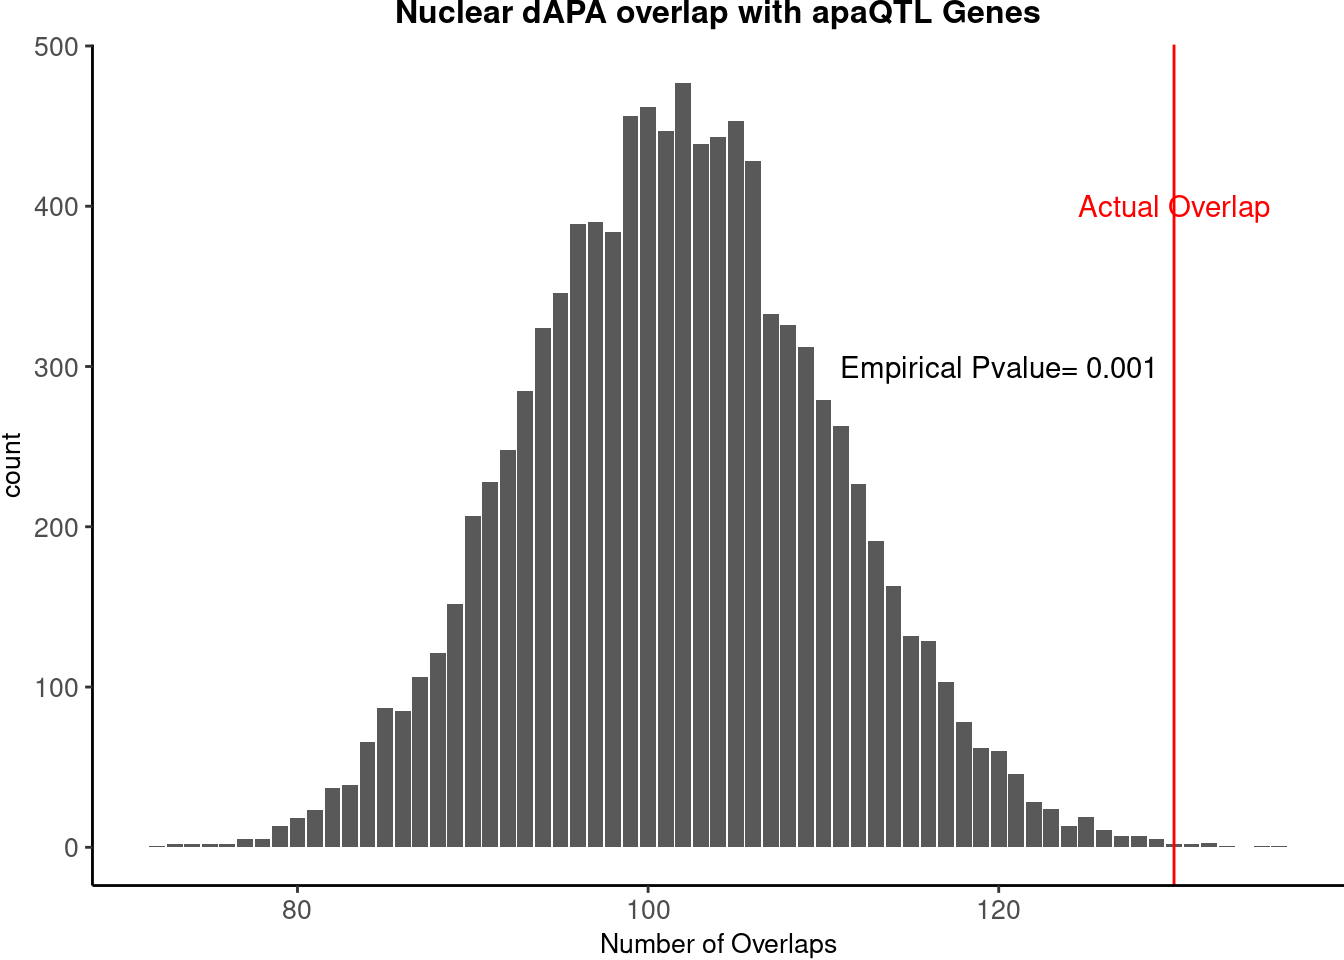 Nuclear dAPA overlap with apaQTL Genes
500
400
300
200
100
0
count
Actual Overlap
Empirical Pvalue= 0.001
80
100
120
Number of Overlaps